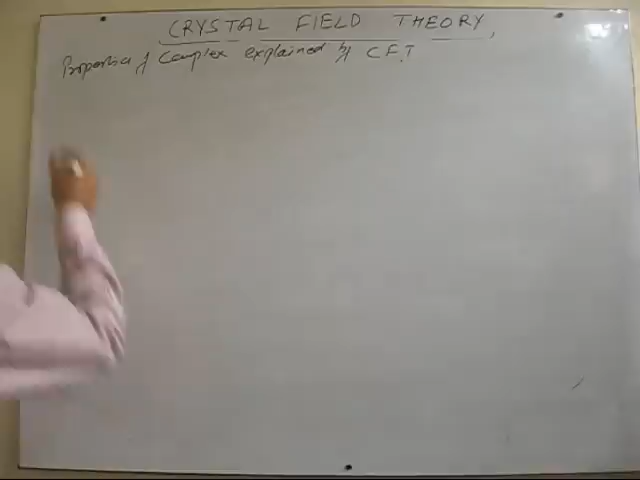 CRYSTAL FIELD THEORY,
Properties of Complex explained by C.F.T